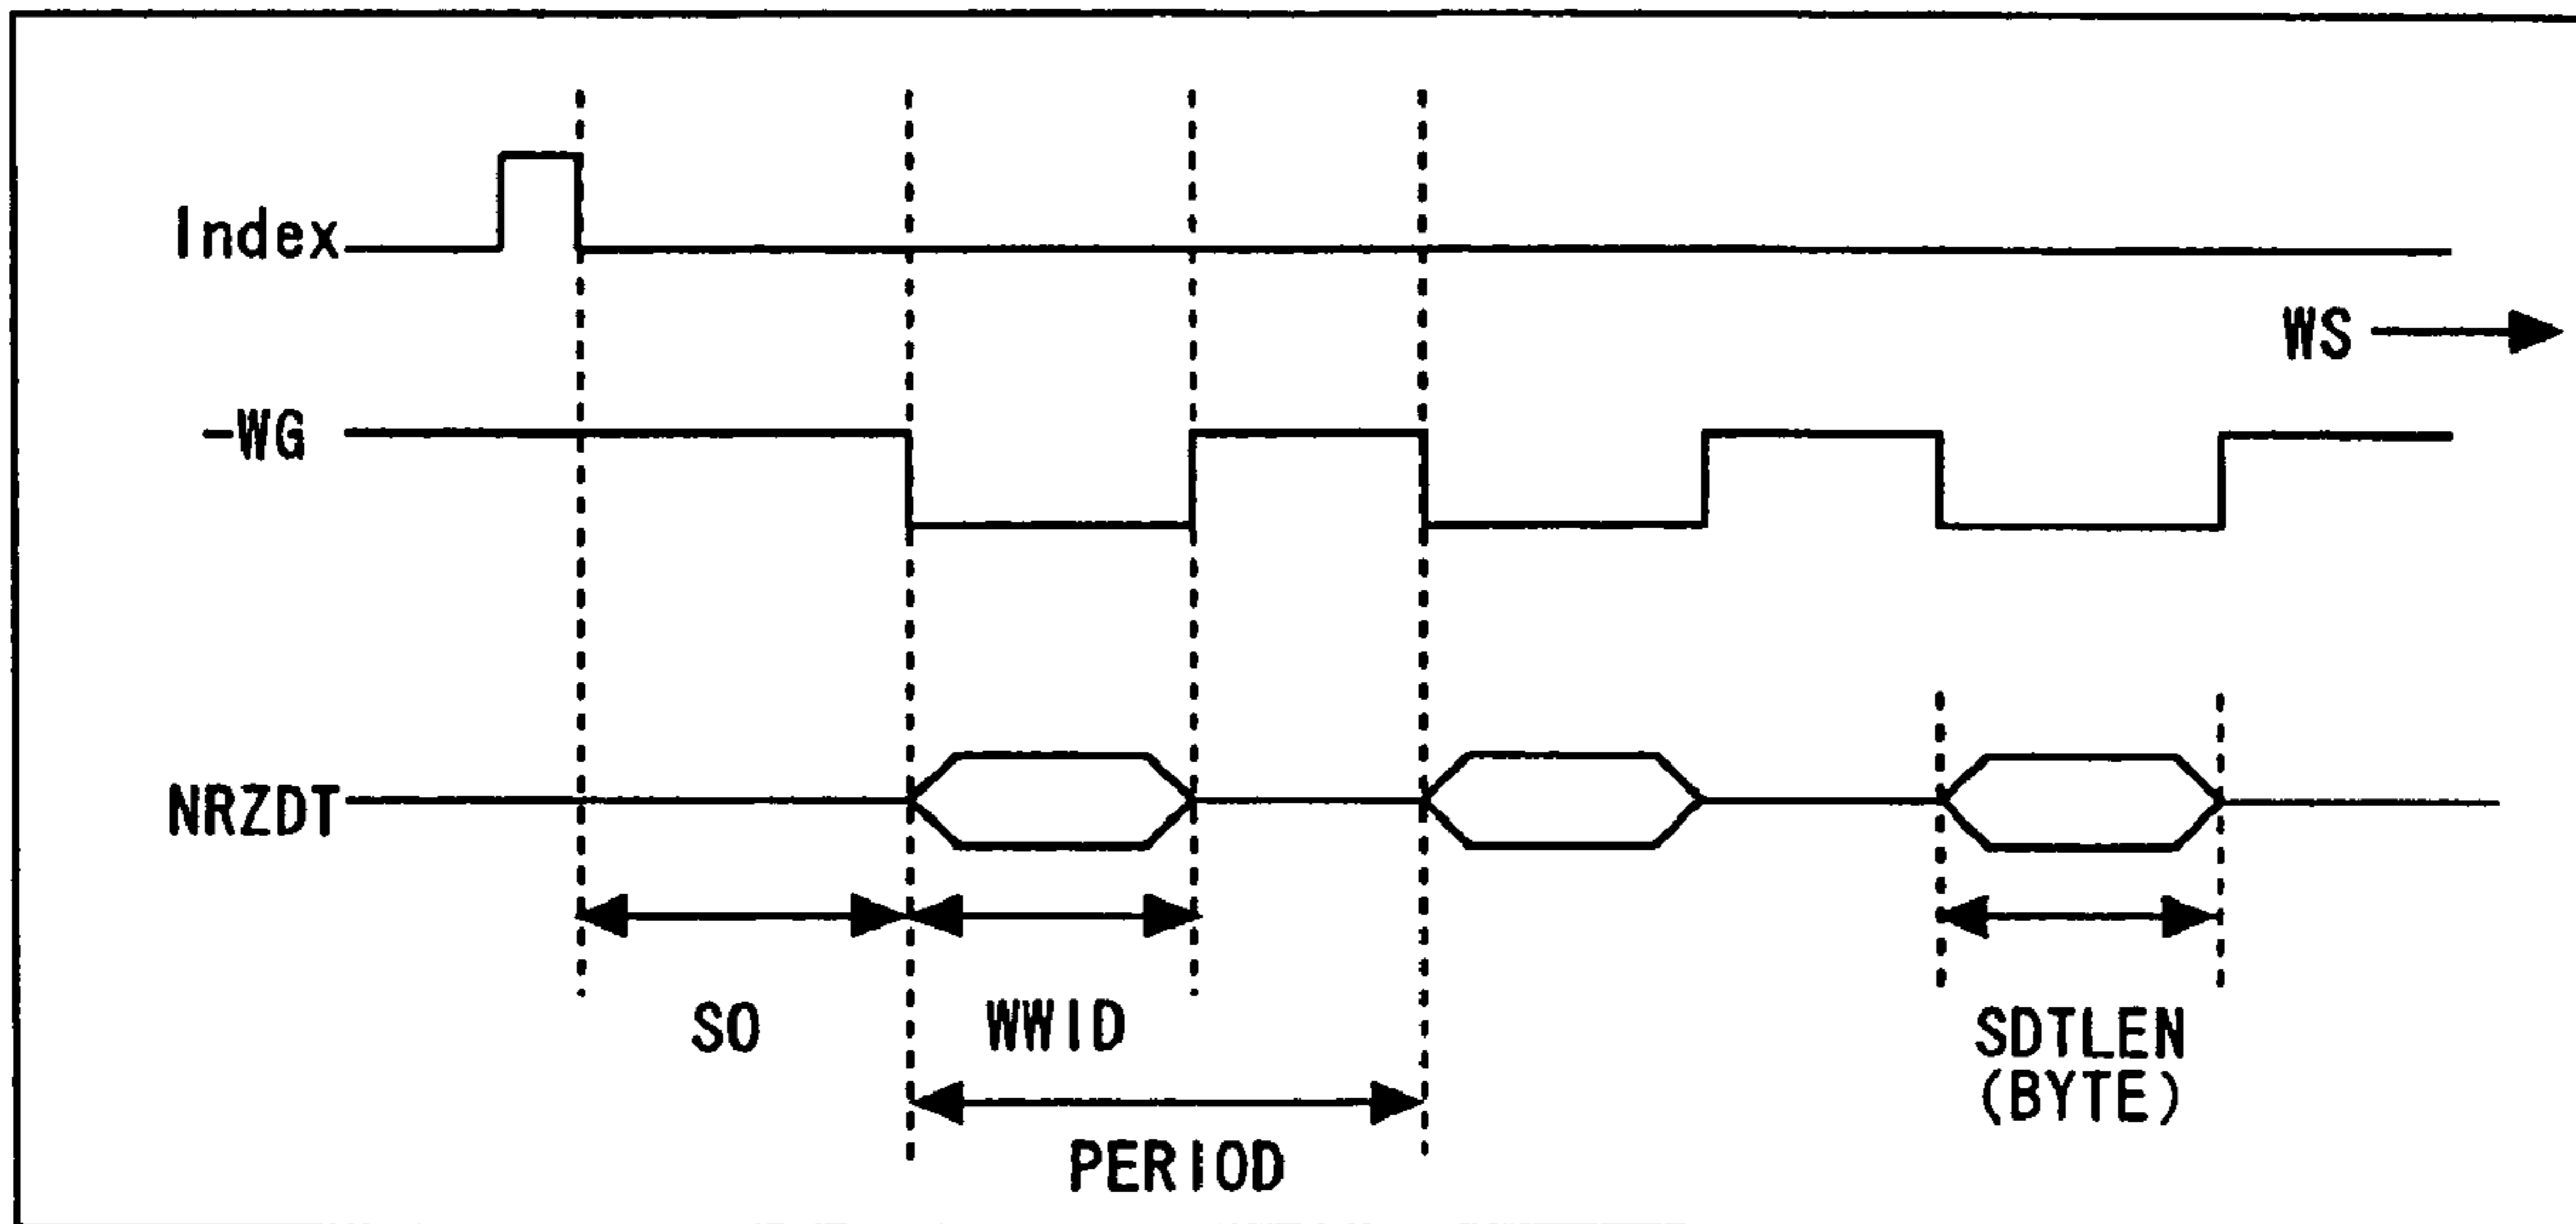 Index
WS
-WG
NRZDT
SO
WWID
SDTLEN
(BYTE)
PERIOD